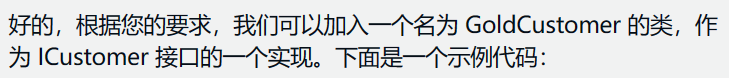 好的，根据您的要求，我们可以加入一个名为 GoldCustomer 的类，作
为 ICustomer 接口的一个实现。下面是一个示例代码：